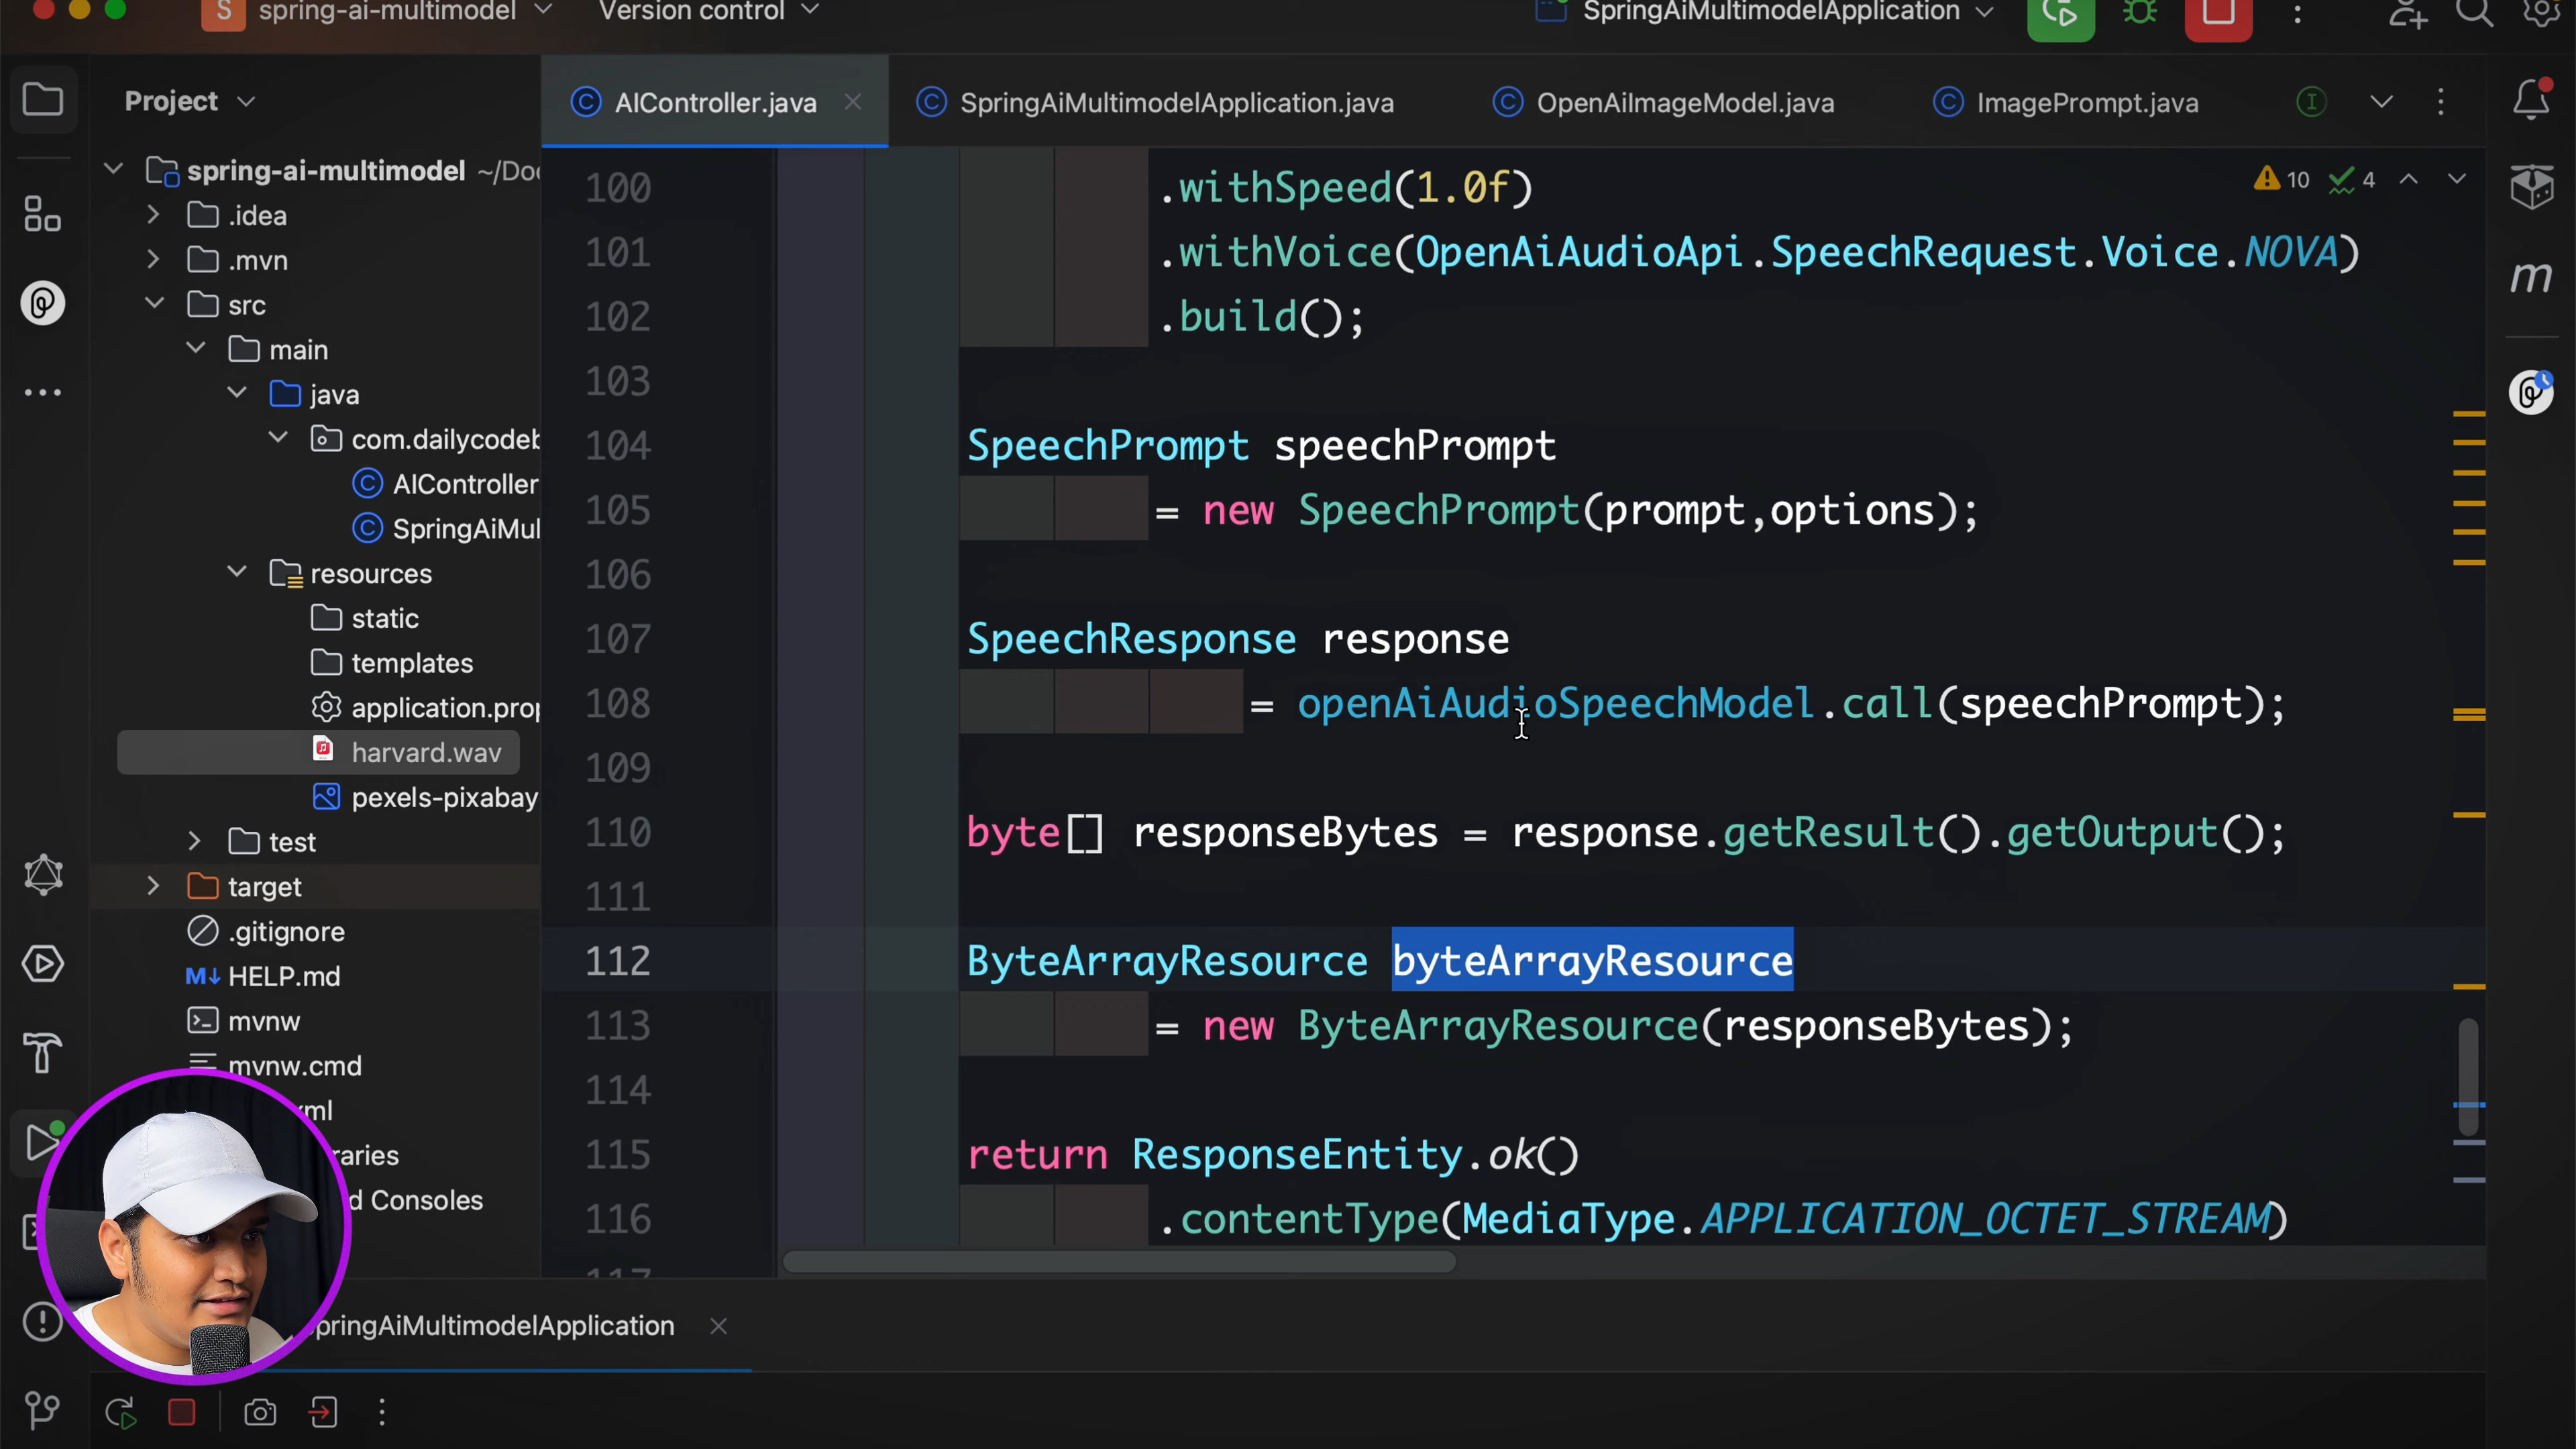 S spring-ai-multimodel Version control SpringAiMultimodelApplication
Project
AIController.java SpringAiMultimodelApplication.java OpenAiImageModel.java ImagePrompt.java
10 4
spring-ai-multimodel ~/Doc
.idea
.mvn
src
main
java
com.dailycodeb
AIController
SpringAiMul
resources
static
templates
application.prop
harvard.wav
pexels-pixabay
test
target
.gitignore
HELP.md
mvnw
mvnw.cmd
ml
raries
d Consoles
100 .withSpeed(1.0f)
101 .withVoice(OpenAiAudioApi.SpeechRequest.Voice.NOVA)
102 .build();
103
104 SpeechPrompt speechPrompt
105 = new SpeechPrompt(prompt,options);
106
107 SpeechResponse response
108 = openAiAudioSpeechModel.call(speechPrompt);
109
110 byte[] responseBytes = response.getResult().getOutput();
111
112 ByteArrayResource byteArrayResource
113 = new ByteArrayResource(responseBytes);
114
115 return ResponseEntity.ok()
116 .contentType(MediaType.APPLICATION_OCTET_STREAM)
117
SpringAiMultimodelApplication